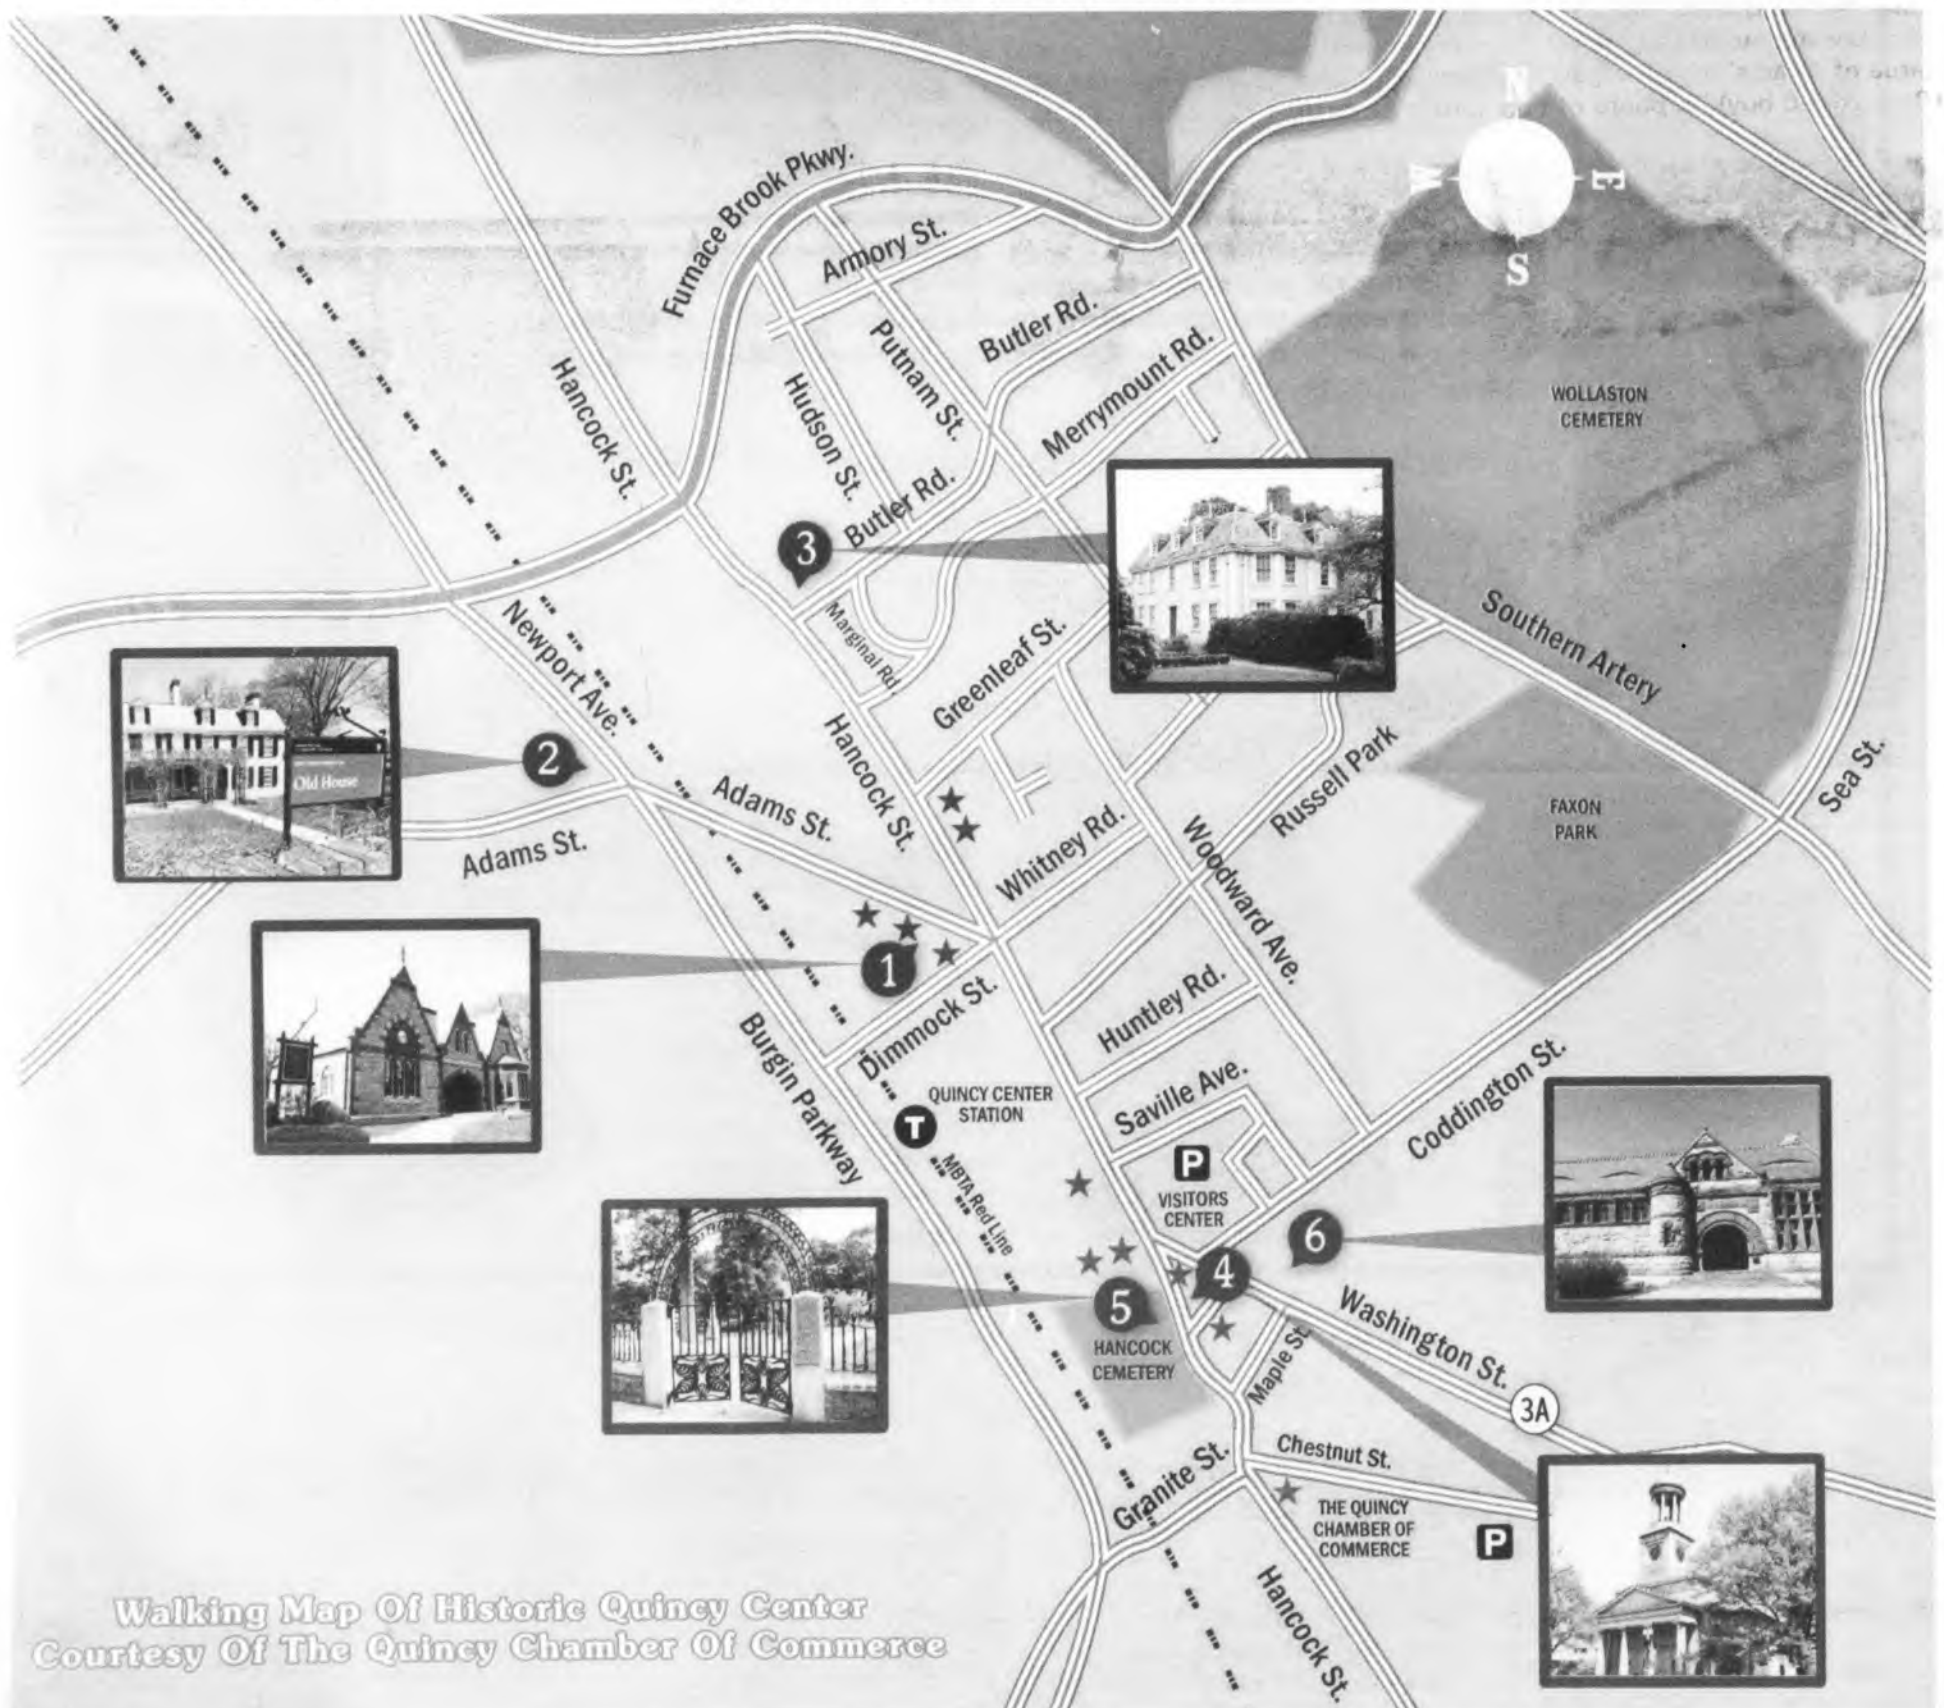 N
W
E
S
Furnace Brook Pkwy.
Armory St.
Butler Rd.
Putnam St.
Merrymount Rd.
Hancock St.
Hudson St.
Butler Rd.
WOLLASTON
CEMETERY
3
Marginal Rd
Newport Ave.
Greenleaf St.
Southern Artery
Old House
2
Adams St.
Adams St.
Hancock St.
Russell Park
Sea St.
FAXON
PARK
Whitney Rd.
Woodward Ave.
1
Dimmock St.
Huntley Rd.
Burgin Parkway
QUINCY CENTER
STATION
T
MBTA Red Line
Saville Ave.
Coddington St.
P
VISITORS
CENTER
6
4
5
HANCOCK
CEMETERY
Washington St.
Maple St.
3A
Granite St.
Chestnut St.
THE QUINCY
CHAMBER OF
COMMERCE
P
Hancock St.
Walking Map Of Historic Quincy Center
Courtesy Of The Quincy Chamber Of Commerce